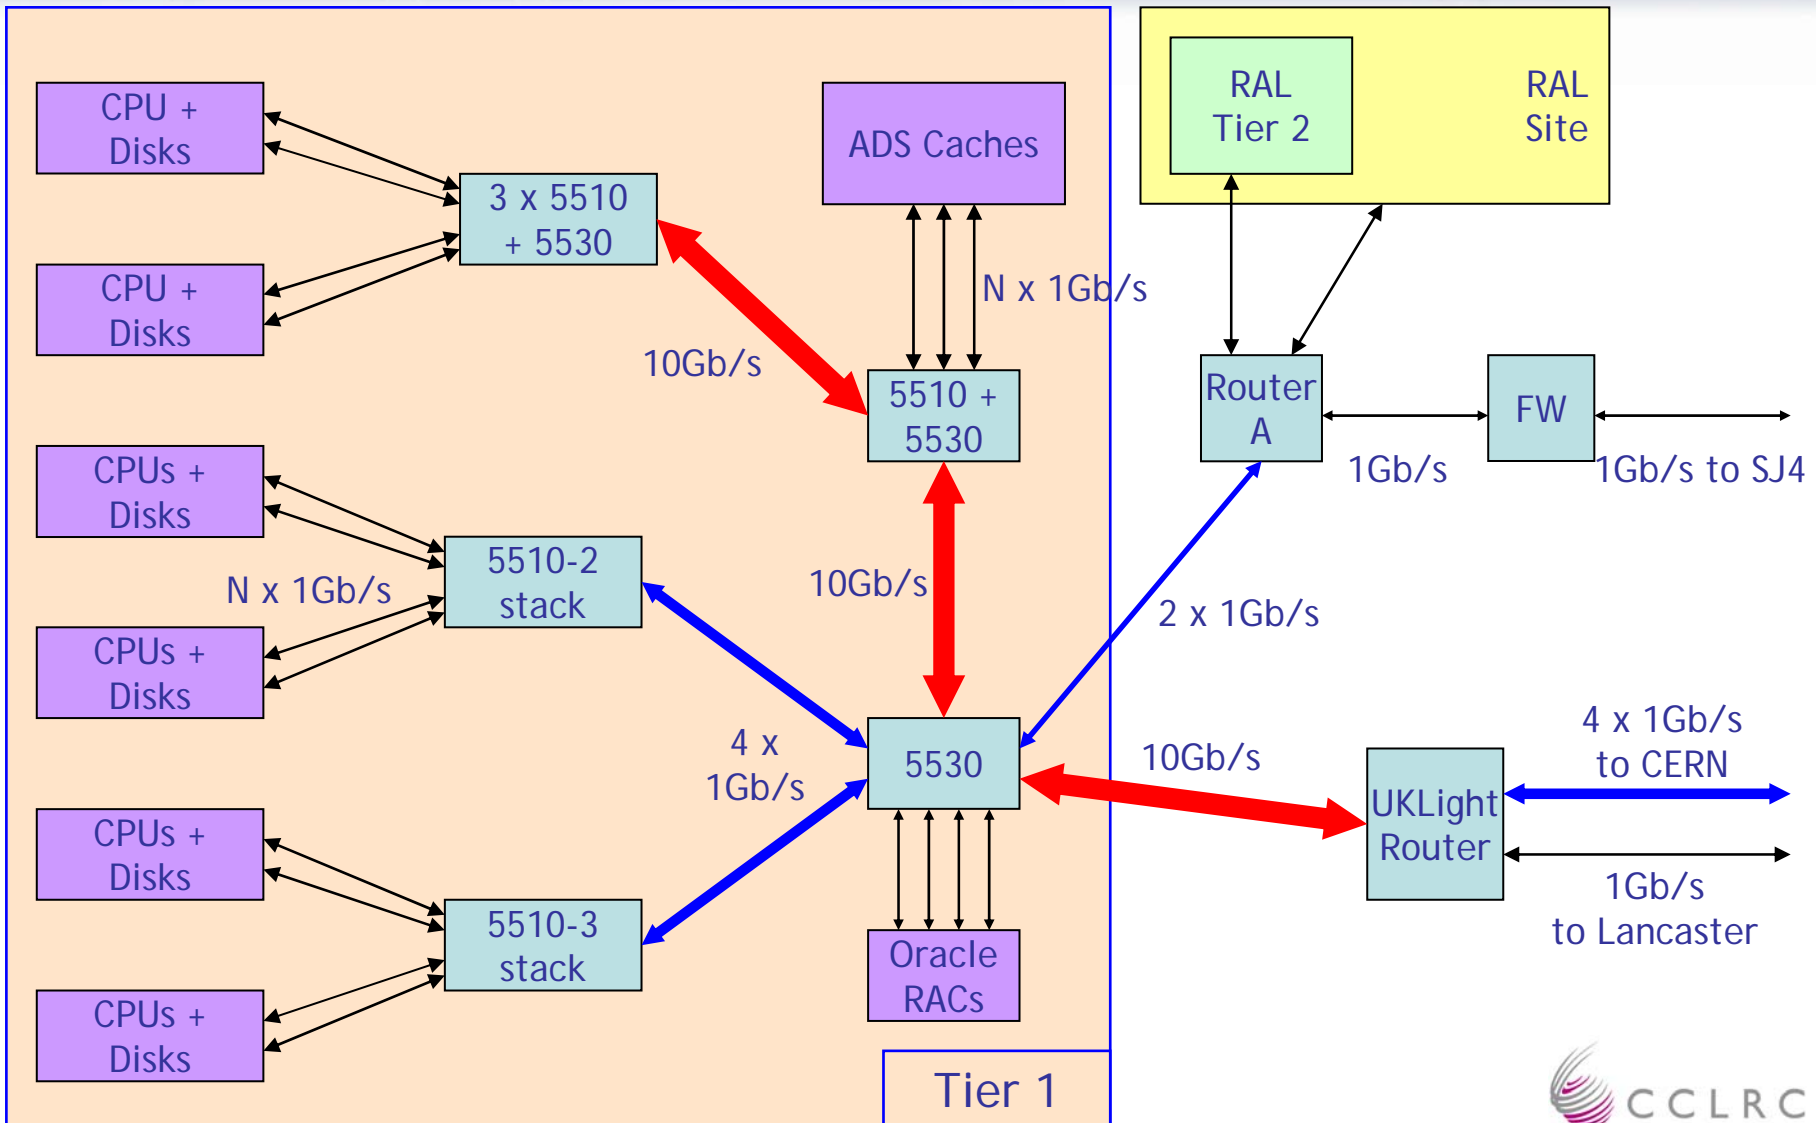 CPU +
Disks
CPU +
Disks
3 x 5510
+ 5530
ADS Caches
N x 1Gb/s
10Gb/s
5510 +
5530
RAL
Tier 2
RAL
Site
Router
A
FW
1Gb/s
1Gb/s to SJ4
CPUs +
Disks
N x 1Gb/s
CPUs +
Disks
5510-2
stack
10Gb/s
2 x 1Gb/s
4 x
1Gb/s
5530
10Gb/s
UKLight
Router
4 x 1Gb/s
to CERN
1Gb/s
to Lancaster
CPUs +
Disks
CPUs +
Disks
5510-3
stack
Oracle
RACs
Tier 1
CCLRC